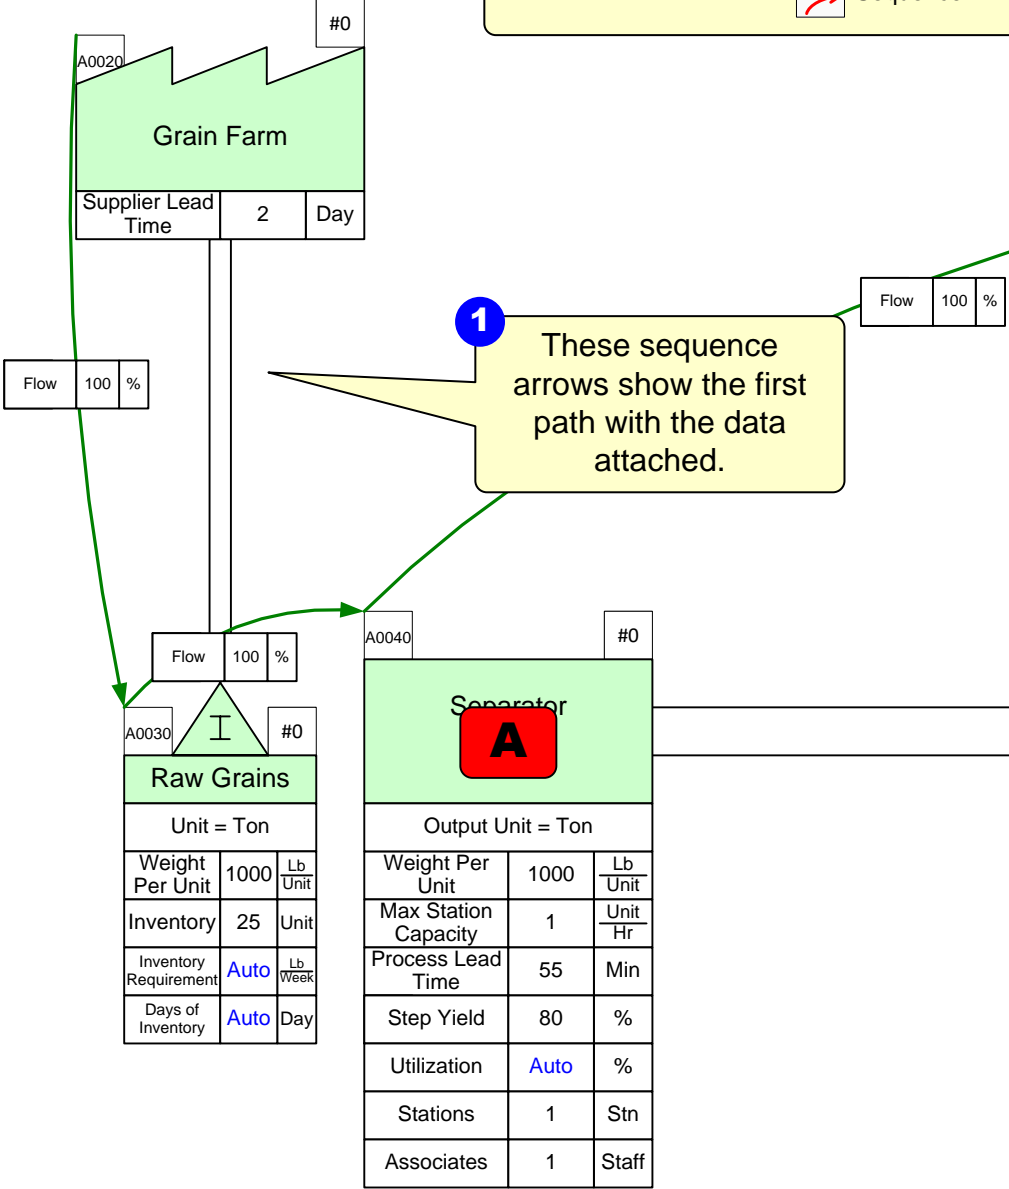 #0
A0020
Grain Farm
Supplier Lead
Time
2
Day
Flow
100
%
1
These sequence
arrows show the first
path with the data
attached.
Flow
100
%
Flow
100
%
A0030
I
#0
Raw Grains
Unit = Ton
Weight
Per Unit
1000
Lb
Unit
Inventory
25
Unit
Inventory
Requirement
Auto
Lb
Week
Days of
Inventory
Auto
Day
A0040
#0
Separator
A
Output Unit = Ton
Weight Per
Unit
1000
Lb
Unit
Max Station
Capacity
1
Unit
Hr
Process Lead
Time
55
Min
Step Yield
80
%
Utilization
Auto
%
Stations
1
Stn
Associates
1
Staff